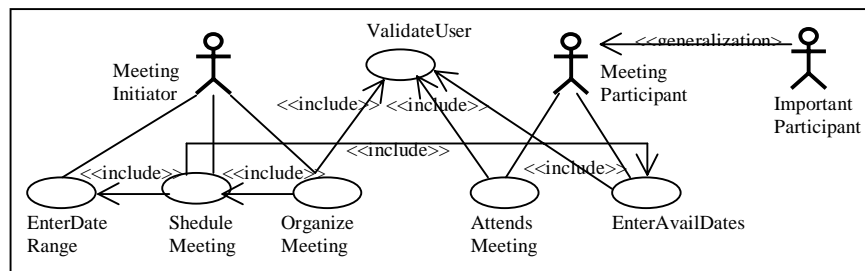 ValidateUser
<<generalization>
Meeting
Initiator
Meeting
Participant
Important
Participant
<<include>>
<<include>>
<<include>>
<<include>>
<<include>>
<<include>>
EnterDate
Range
Shedule
Meeting
Organize
Meeting
Attends
Meeting
EnterAvailDates